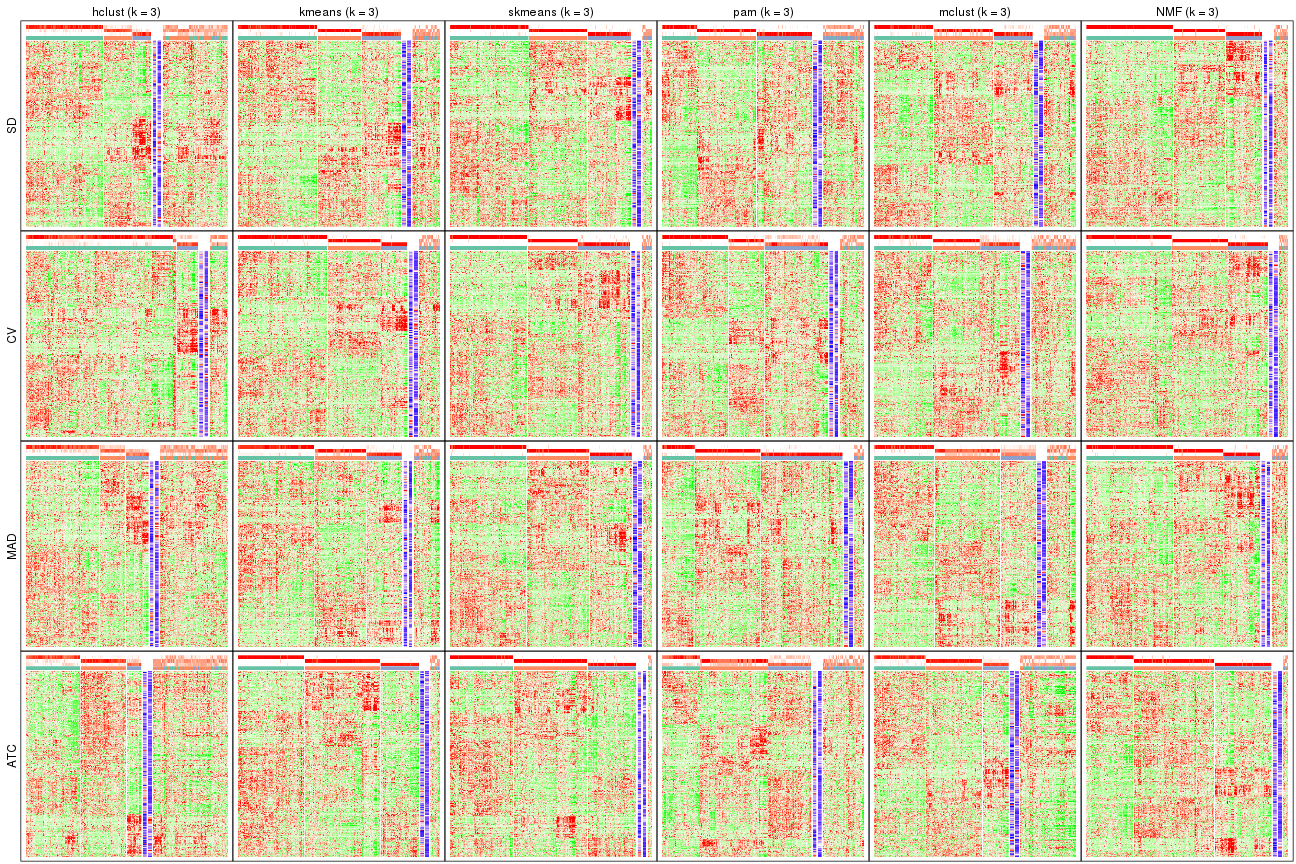 hclust (k = 3) kmeans (k = 3) skmeans (k = 3) pam (k = 3) mclust (k = 3) NMF (k = 3)
SD
CV
MAD
ATC